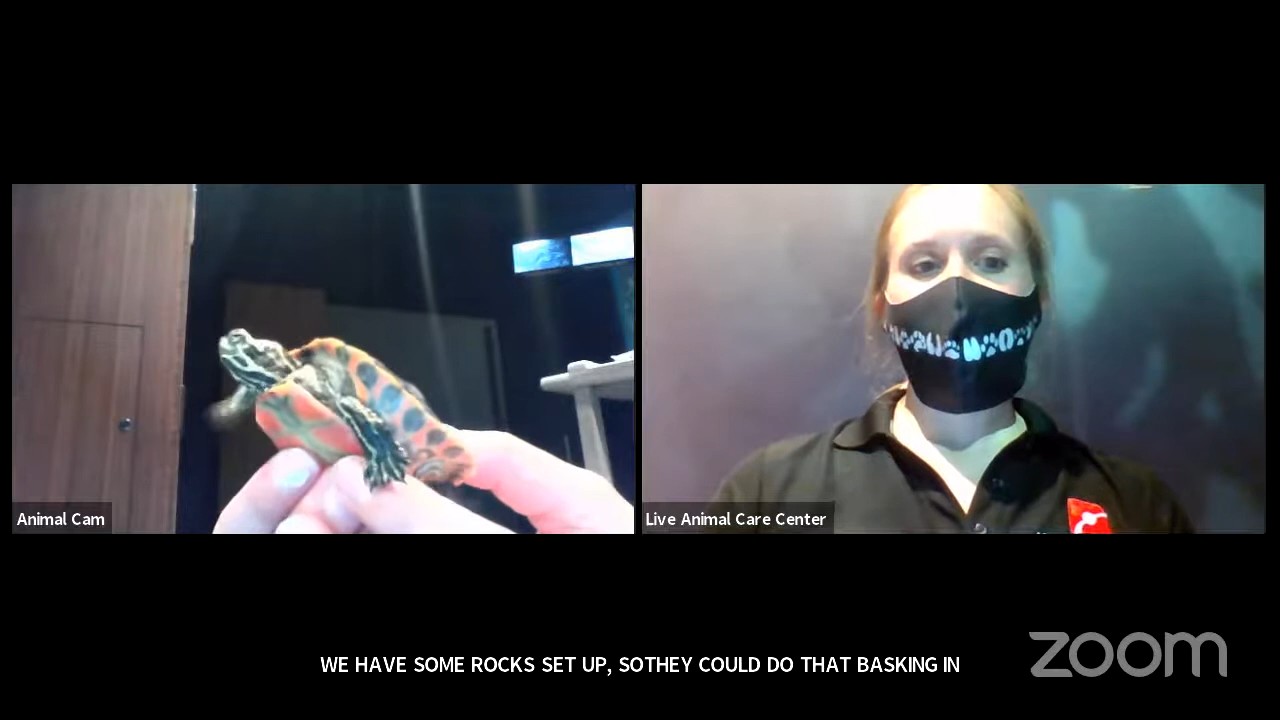 Animal Cam
Live Animal Care Center
WE HAVE SOME ROCKS SET UP, SOTHEY COULD DO THAT BASKING IN
zoom